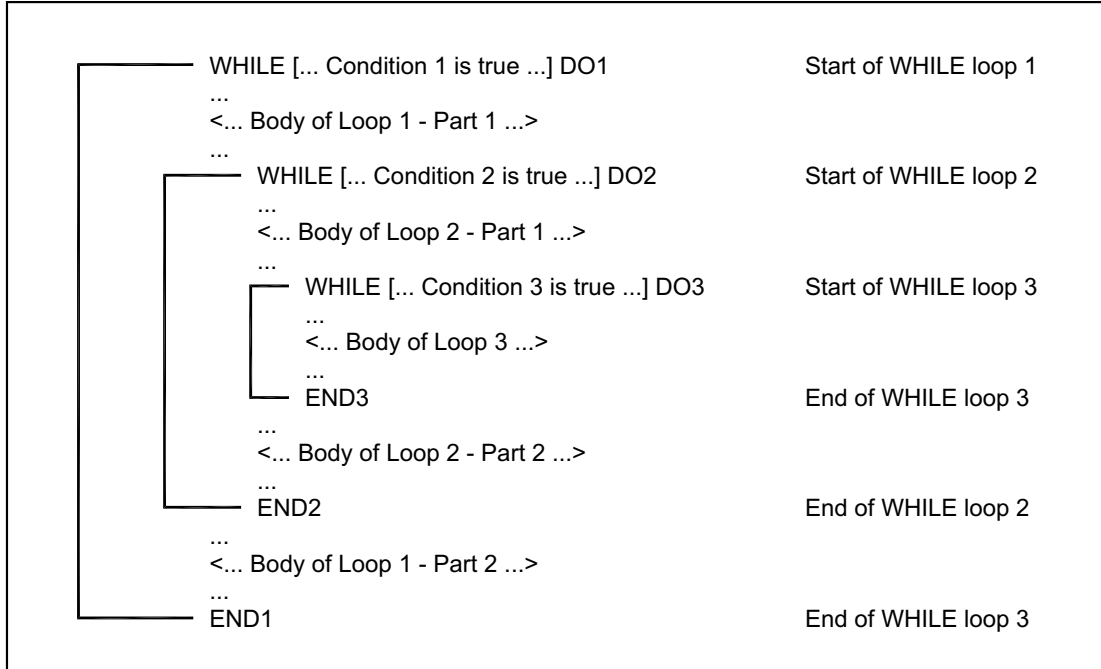 WHILE [... Condition 1 is true ...] DO1 Start of WHILE loop 1
...
<... Body of Loop 1 - Part 1 ...>
...
WHILE [... Condition 2 is true ...] DO2 Start of WHILE loop 2
...
<... Body of Loop 2 - Part 1 ...>
...
WHILE [... Condition 3 is true ...] DO3 Start of WHILE loop 3
...
<... Body of Loop 3 ...>
...
END3 End of WHILE loop 3
...
<... Body of Loop 2 - Part 2 ...>
...
END2 End of WHILE loop 2
...
<... Body of Loop 1 - Part 2 ...>
...
END1 End of WHILE loop 3